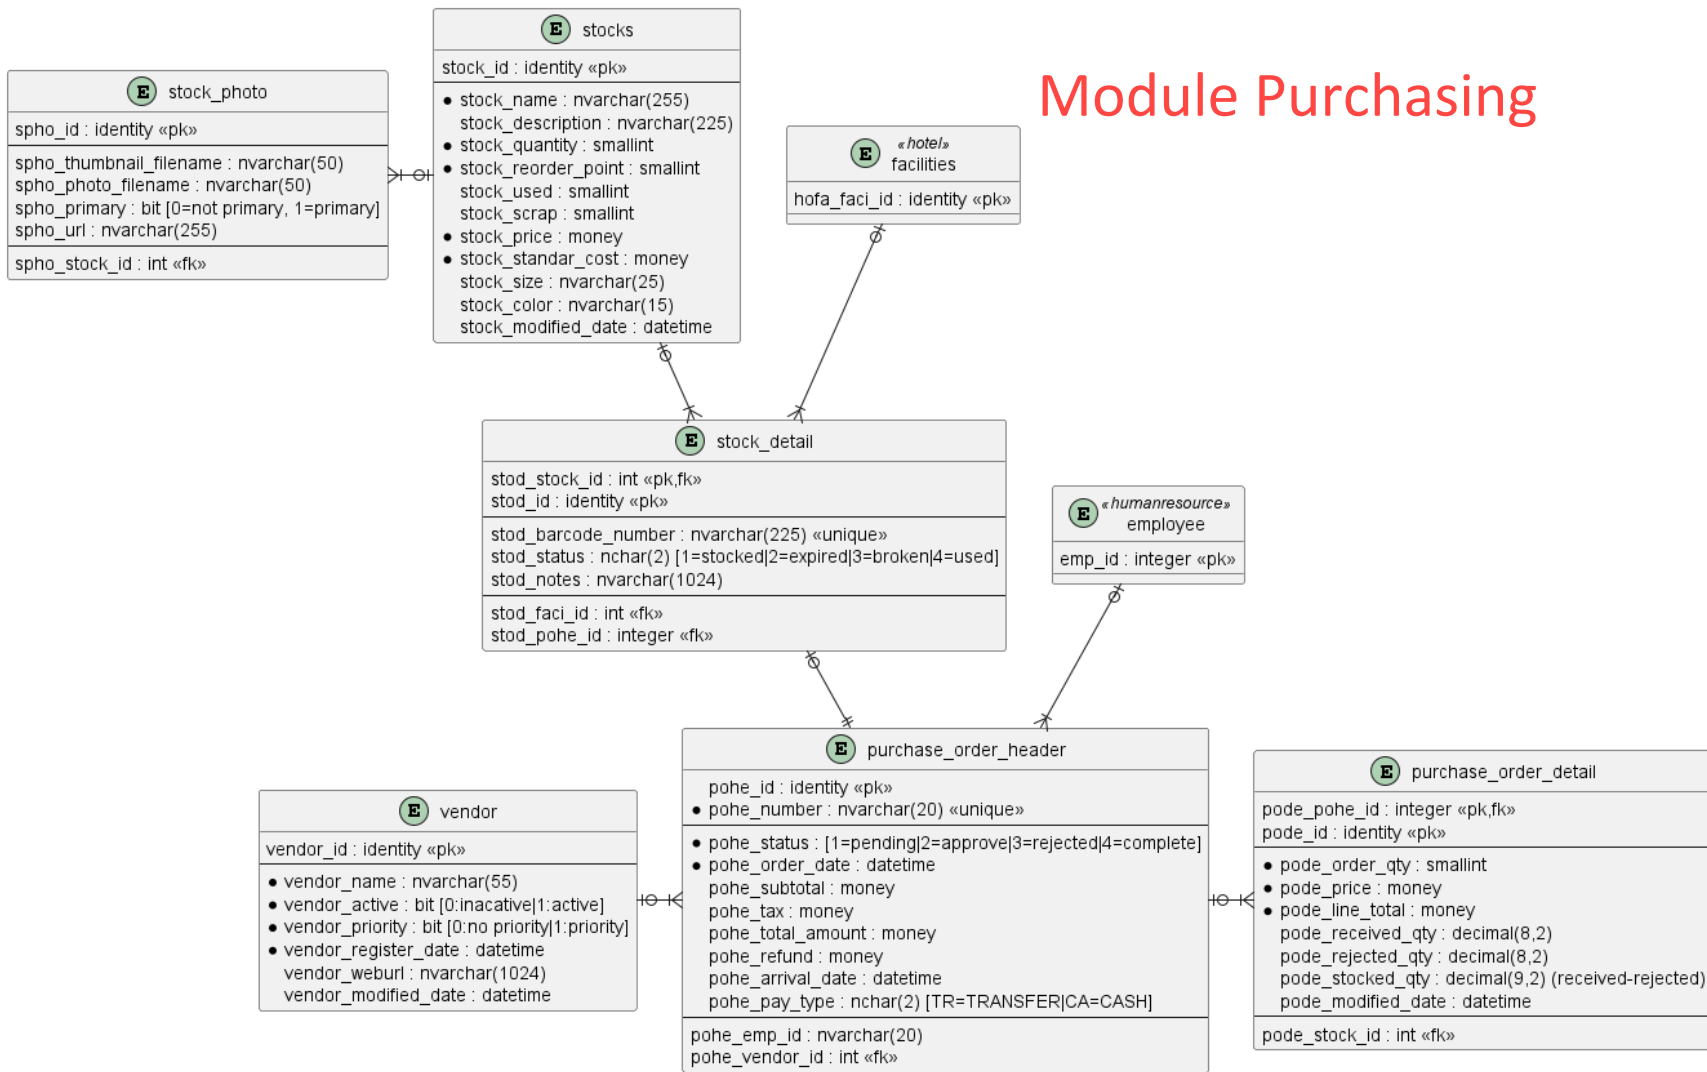 Module Purchasing
E stocks
stock_id : identity «pk»
● stock_name : nvarchar(255)
stock_description : nvarchar(225)
● stock_quantity : smallint
● stock_reorder_point : smallint
stock_used : smallint
stock_scrap : smallint
● stock_price : money
● stock_standar_cost : money
stock_size : nvarchar(25)
stock_color : nvarchar(15)
stock_modified_date : datetime
E stock_photo
spho_id : identity «pk»
spho_thumbnail_filename : nvarchar(50)
spho_photo_filename : nvarchar(50)
spho_primary : bit [0=not primary, 1=primary]
spho_url : nvarchar(255)
spho_stock_id : int «fk»
E «hotel»
facilities
hofa_faci_id : identity «pk»
E stock_detail
stod_stock_id : int «pk,fk»
stod_id : identity «pk»
stod_barcode_number : nvarchar(225) «unique»
stod_status : nchar(2) [1=stocked|2=expired|3=broken|4=used]
stod_notes : nvarchar(1024)
stod_faci_id : int «fk»
stod_pohe_id : integer «fk»
E «humanresource»
employee
emp_id : integer «pk»
E vendor
vendor_id : identity «pk»
● vendor_name : nvarchar(55)
● vendor_active : bit [0:inacative|1:active]
● vendor_priority : bit [0:no priority|1:priority]
● vendor_register_date : datetime
vendor_weburl : nvarchar(1024)
vendor_modified_date : datetime
E purchase_order_header
pohe_id : identity «pk»
● pohe_number : nvarchar(20) «unique»
● pohe_status : [1=pending|2=approve|3=rejected|4=complete]
● pohe_order_date : datetime
pohe_subtotal : money
pohe_tax : money
pohe_total_amount : money
pohe_refund : money
pohe_arrival_date : datetime
pohe_pay_type : nchar(2) [TR=TRANSFER|CA=CASH]
pohe_emp_id : nvarchar(20)
pohe_vendor_id : int «fk»
E purchase_order_detail
pode_pohe_id : integer «pk,fk»
pode_id : identity «pk»
● pode_order_qty : smallint
● pode_price : money
● pode_line_total : money
pode_received_qty : decimal(8,2)
pode_rejected_qty : decimal(8,2)
pode_stocked_qty : decimal(9,2) (received-rejected)
pode_modified_date : datetime
pode_stock_id : int «fk»